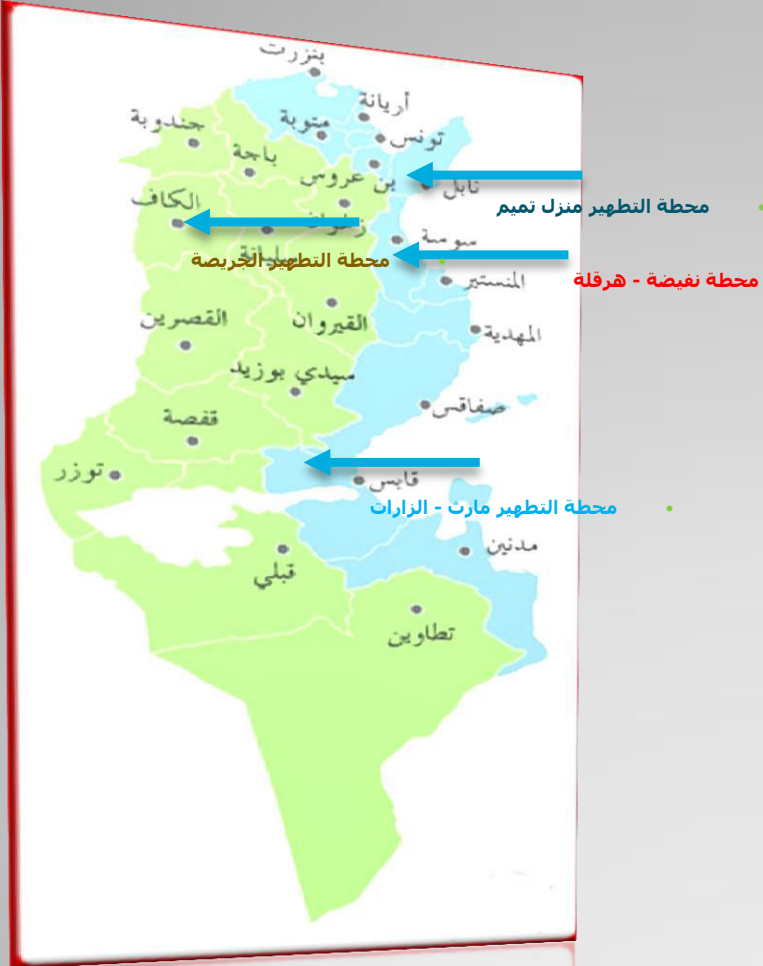 بنزرت
أريانة
منوبة
تونس
جندوبة
باجة
بن عروس
نابل
الكاف
محطة التطهير منزل تميم
زغوان
سوسة
سليانة
محطة التطهير الجريصة
المنستير
محطة نفيضة - هرقلة
القصرين
القيروان
المهدية
سيدي بوزيد
صفاقس
قفصة
توزر
قابس
محطة التطهير مارث - الزارات
مدنين
قبلي
تطاوين